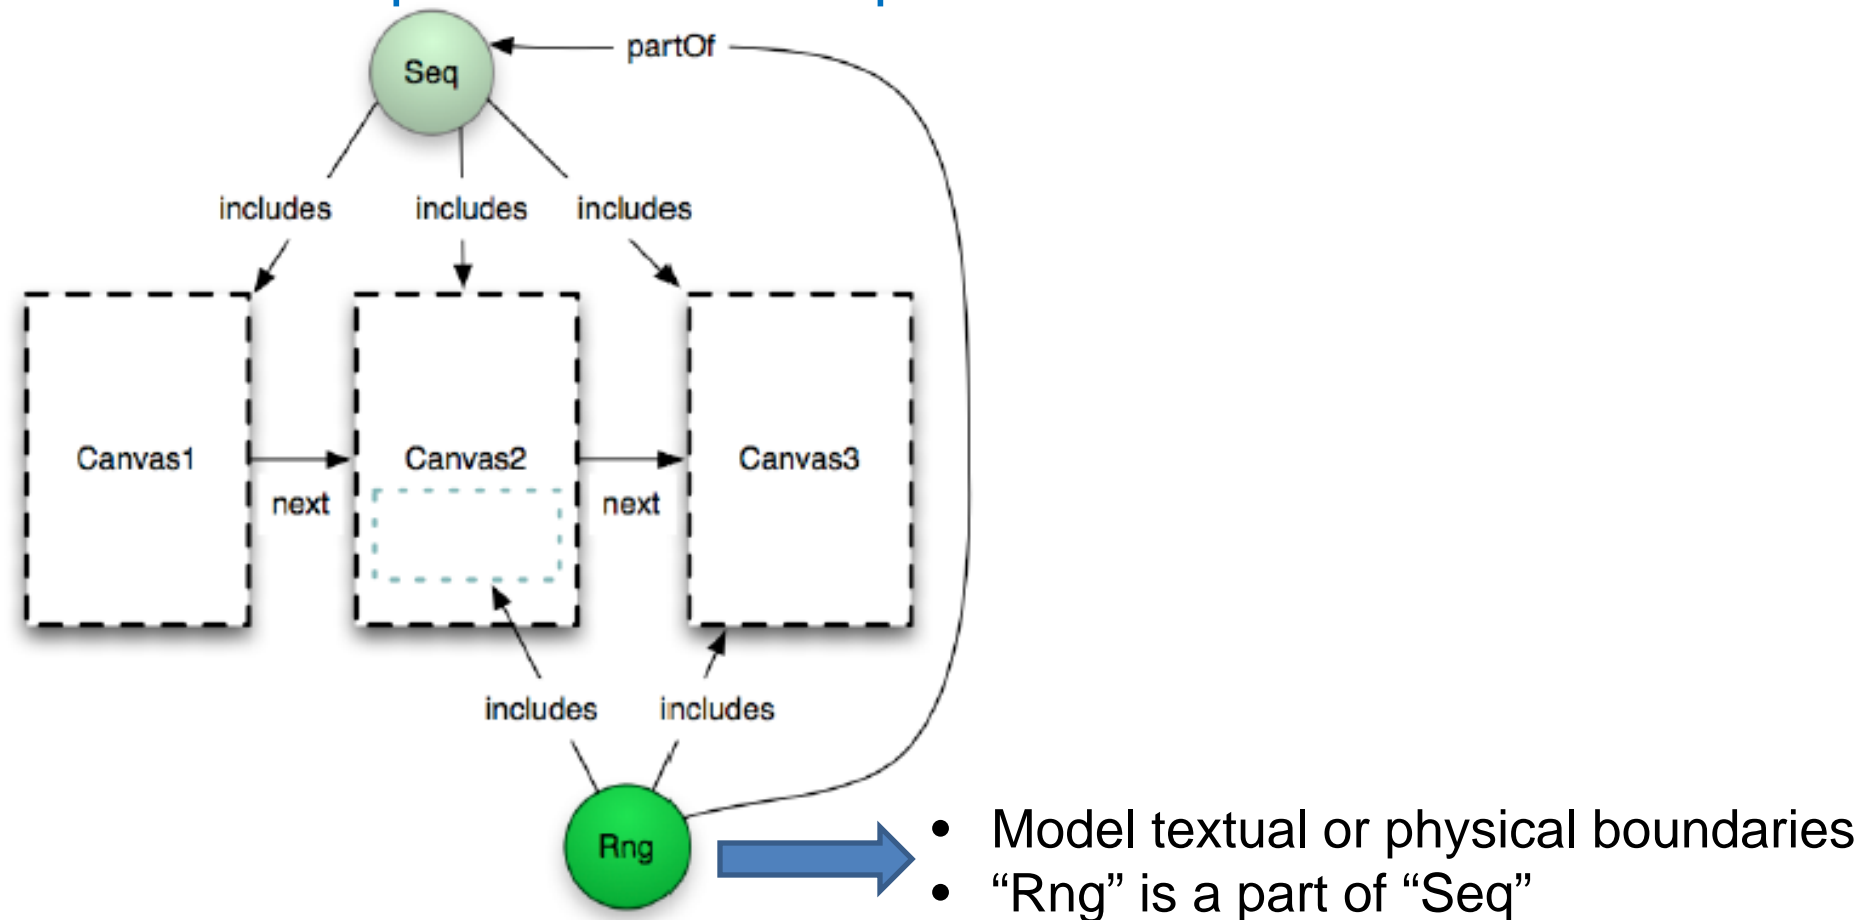 partOf
Seq
includes includes includes
Canvas1 Canvas2 Canvas3
next next
includes includes
Rng
• Model textual or physical boundaries
• “Rng” is a part of “Seq”